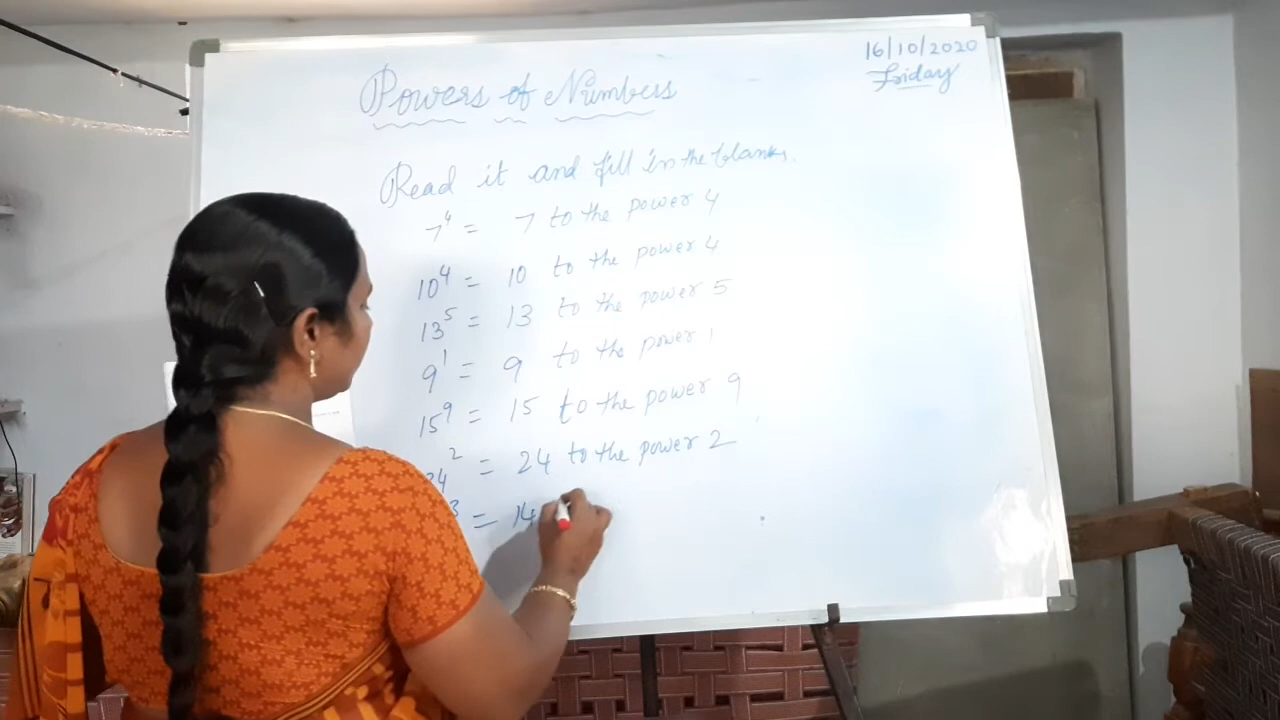 16/10/2020
Friday
Powers of Numbers
Read it and fill in the blanks.
7⁴ = 7 to the power 4
10⁴ = 10 to the power 4
13⁵ = 13 to the power 5
9¹ = 9 to the power 1
15⁹ = 15 to the power 9
24² = 24 to the power 2
³ = 14